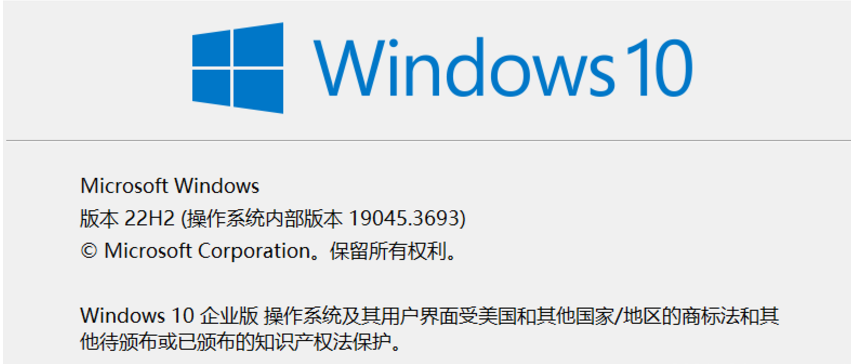 Windows 10
Microsoft Windows
版本 22H2 (操作系统内部版本 19045.3693)
© Microsoft Corporation。保留所有权利。
Windows 10 企业版 操作系统及其用户界面受美国和其他国家/地区的商标法和其
他待颁布或已颁布的知识产权法保护。